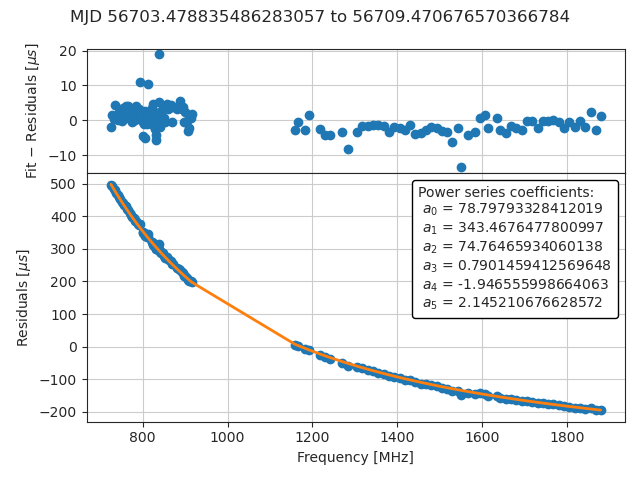 MJD 56703.478835486283057 to 56709.470676570366784
Fit − Residuals [μs]
20
10
0
−10
Residuals [μs]
500
400
300
200
100
0
−100
−200
Power series coefficients:
a0 = 78.79793328412019
a1 = 343.4676477800997
a2 = 74.76465934060138
a3 = 0.7901459412569648
a4 = -1.946555998664063
a5 = 2.145210676628572
800
1000
1200
1400
1600
1800
Frequency [MHz]